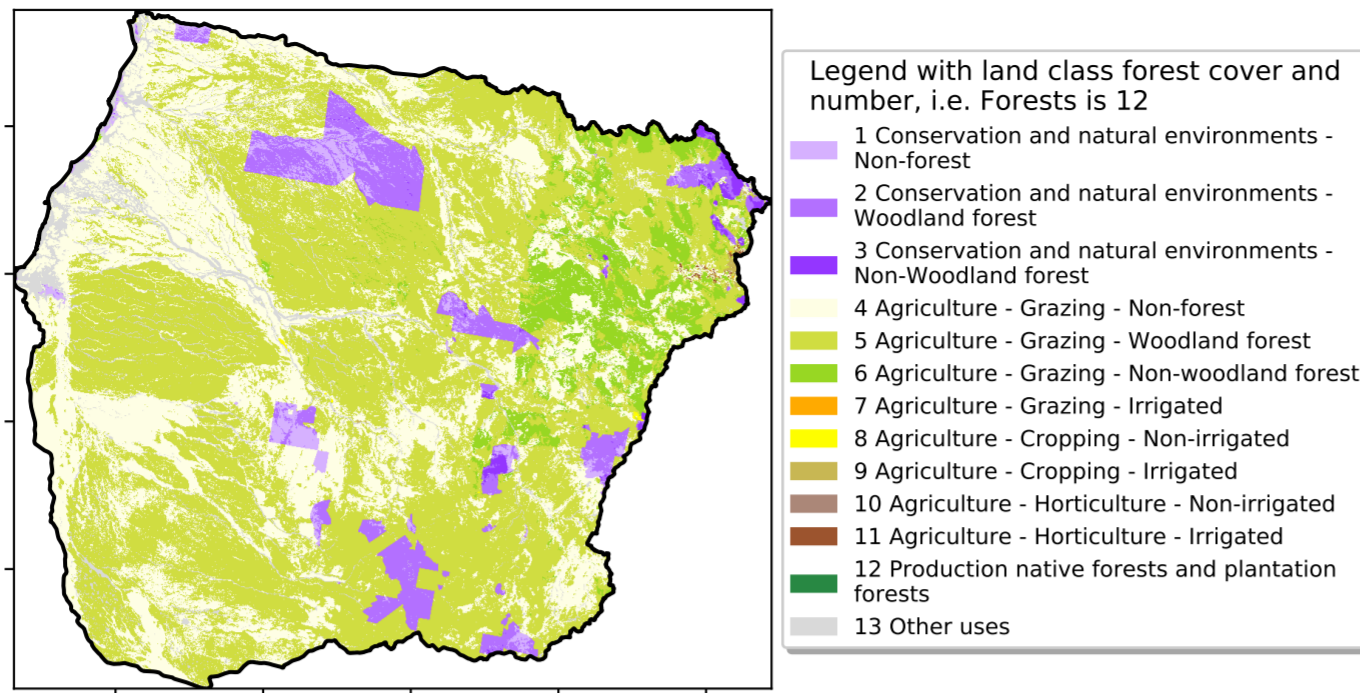 Legend with land class forest cover and
number, i.e. Forests is 12
1 Conservation and natural environments -
Non-forest
2 Conservation and natural environments -
Woodland forest
3 Conservation and natural environments -
Non-Woodland forest
4 Agriculture - Grazing - Non-forest
5 Agriculture - Grazing - Woodland forest
6 Agriculture - Grazing - Non-woodland forest
7 Agriculture - Grazing - Irrigated
8 Agriculture - Cropping - Non-irrigated
9 Agriculture - Cropping - Irrigated
10 Agriculture - Horticulture - Non-irrigated
11 Agriculture - Horticulture - Irrigated
12 Production native forests and plantation
forests
13 Other uses